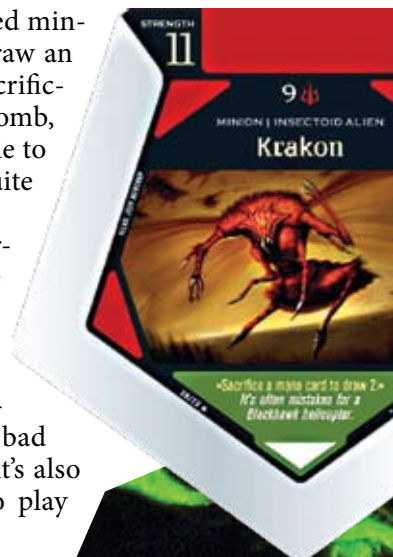 ed min-
raw an
crific-
omb,
e to
uite
r-
-
bad
t's also
o play
STRENGTH
11
9
MINION | INSECTOID ALIEN
Krakon
•Sacrifice a mana card to draw 2•
It's often mistaken for a
Blackhawk helicopter.